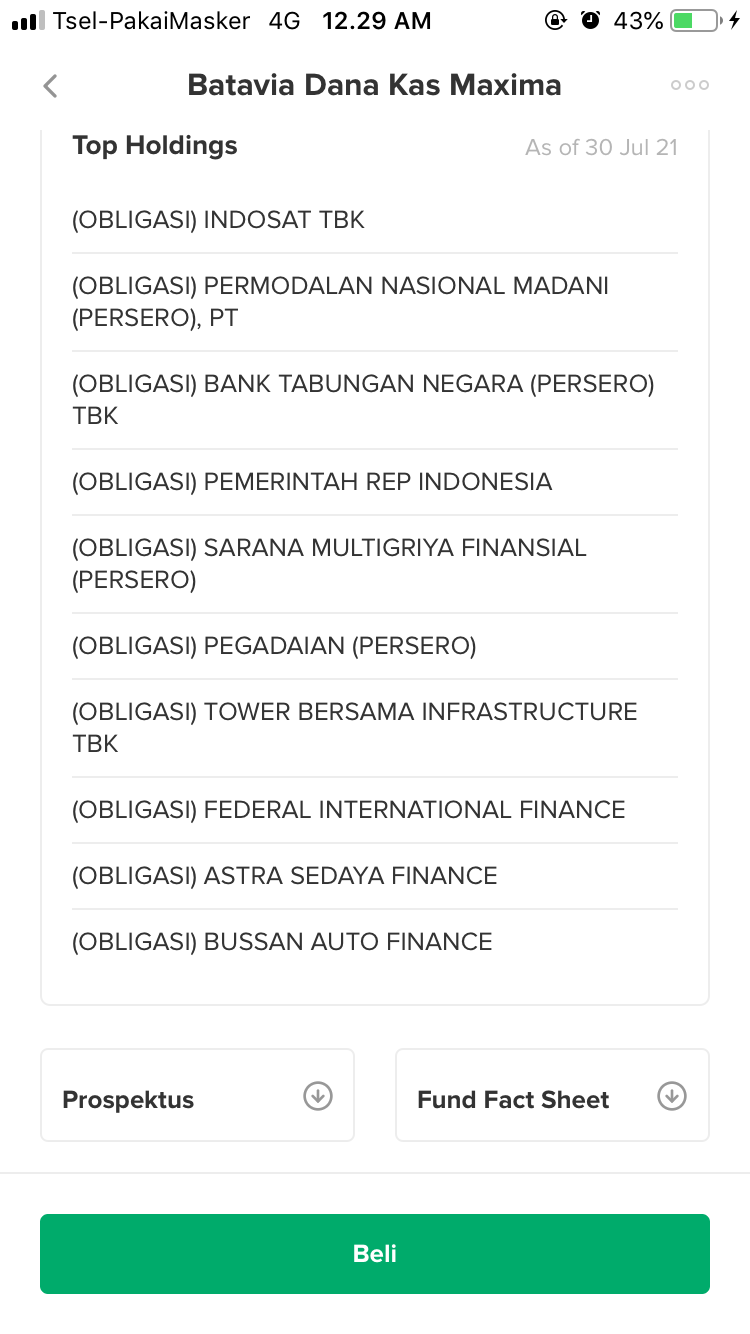 Tsel-PakaiMasker 4G 12.29 AM 43%
Batavia Dana Kas Maxima
Top Holdings As of 30 Jul 21
(OBLIGASI) INDOSAT TBK
(OBLIGASI) PERMODALAN NASIONAL MADANI
(PERSERO), PT
(OBLIGASI) BANK TABUNGAN NEGARA (PERSERO)
TBK
(OBLIGASI) PEMERINTAH REP INDONESIA
(OBLIGASI) SARANA MULTIGRIYA FINANSIAL
(PERSERO)
(OBLIGASI) PEGADAIAN (PERSERO)
(OBLIGASI) TOWER BERSAMA INFRASTRUCTURE
TBK
(OBLIGASI) FEDERAL INTERNATIONAL FINANCE
(OBLIGASI) ASTRA SEDAYA FINANCE
(OBLIGASI) BUSSAN AUTO FINANCE
Prospektus Fund Fact Sheet
Beli